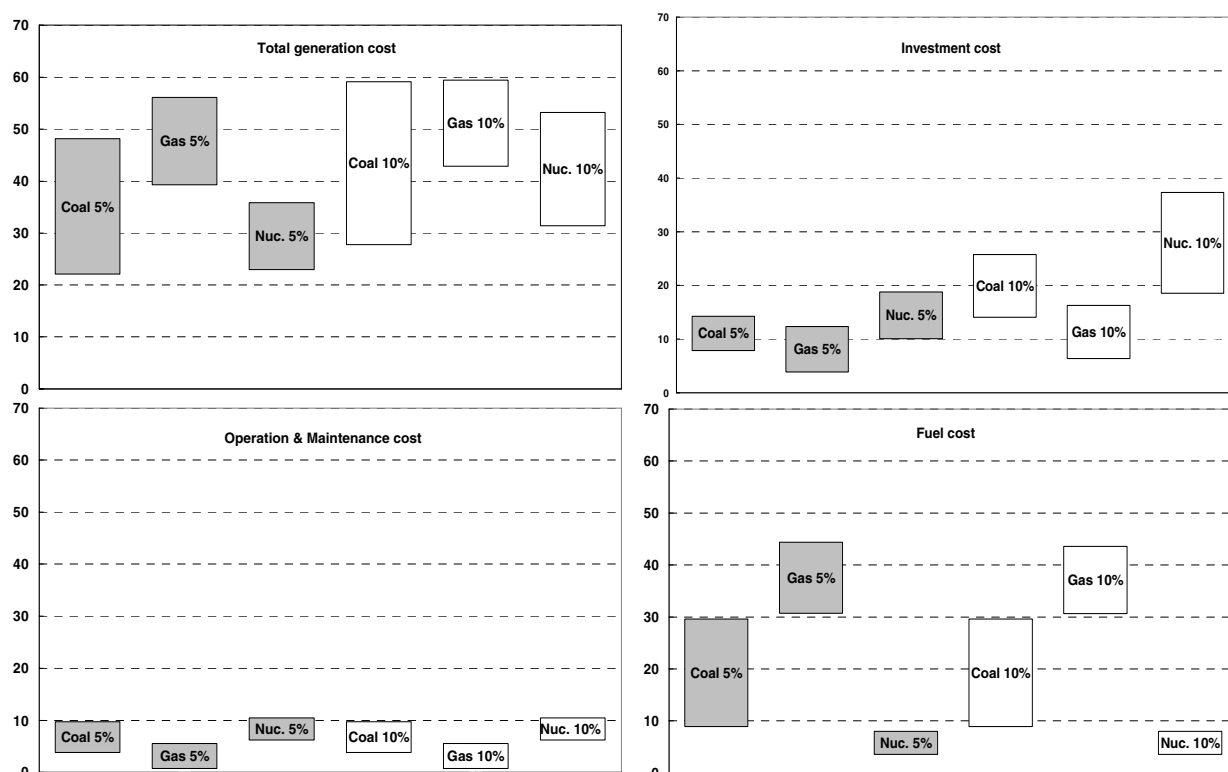 Total generation cost
70
60
50
40
30
20
10
0
Coal 5%
Gas 5%
Nuc. 5%
Coal 10%
Gas 10%
Nuc. 10%
Investment cost
70
60
50
40
30
20
10
0
Coal 5%
Gas 5%
Nuc. 5%
Coal 10%
Gas 10%
Nuc. 10%
Operation & Maintenance cost
70
60
50
40
30
20
10
0
Coal 5%
Gas 5%
Nuc. 5%
Coal 10%
Gas 10%
Nuc. 10%
Fuel cost
70
60
50
40
30
20
10
0
Coal 5%
Gas 5%
Nuc. 5%
Coal 10%
Gas 10%
Nuc. 10%